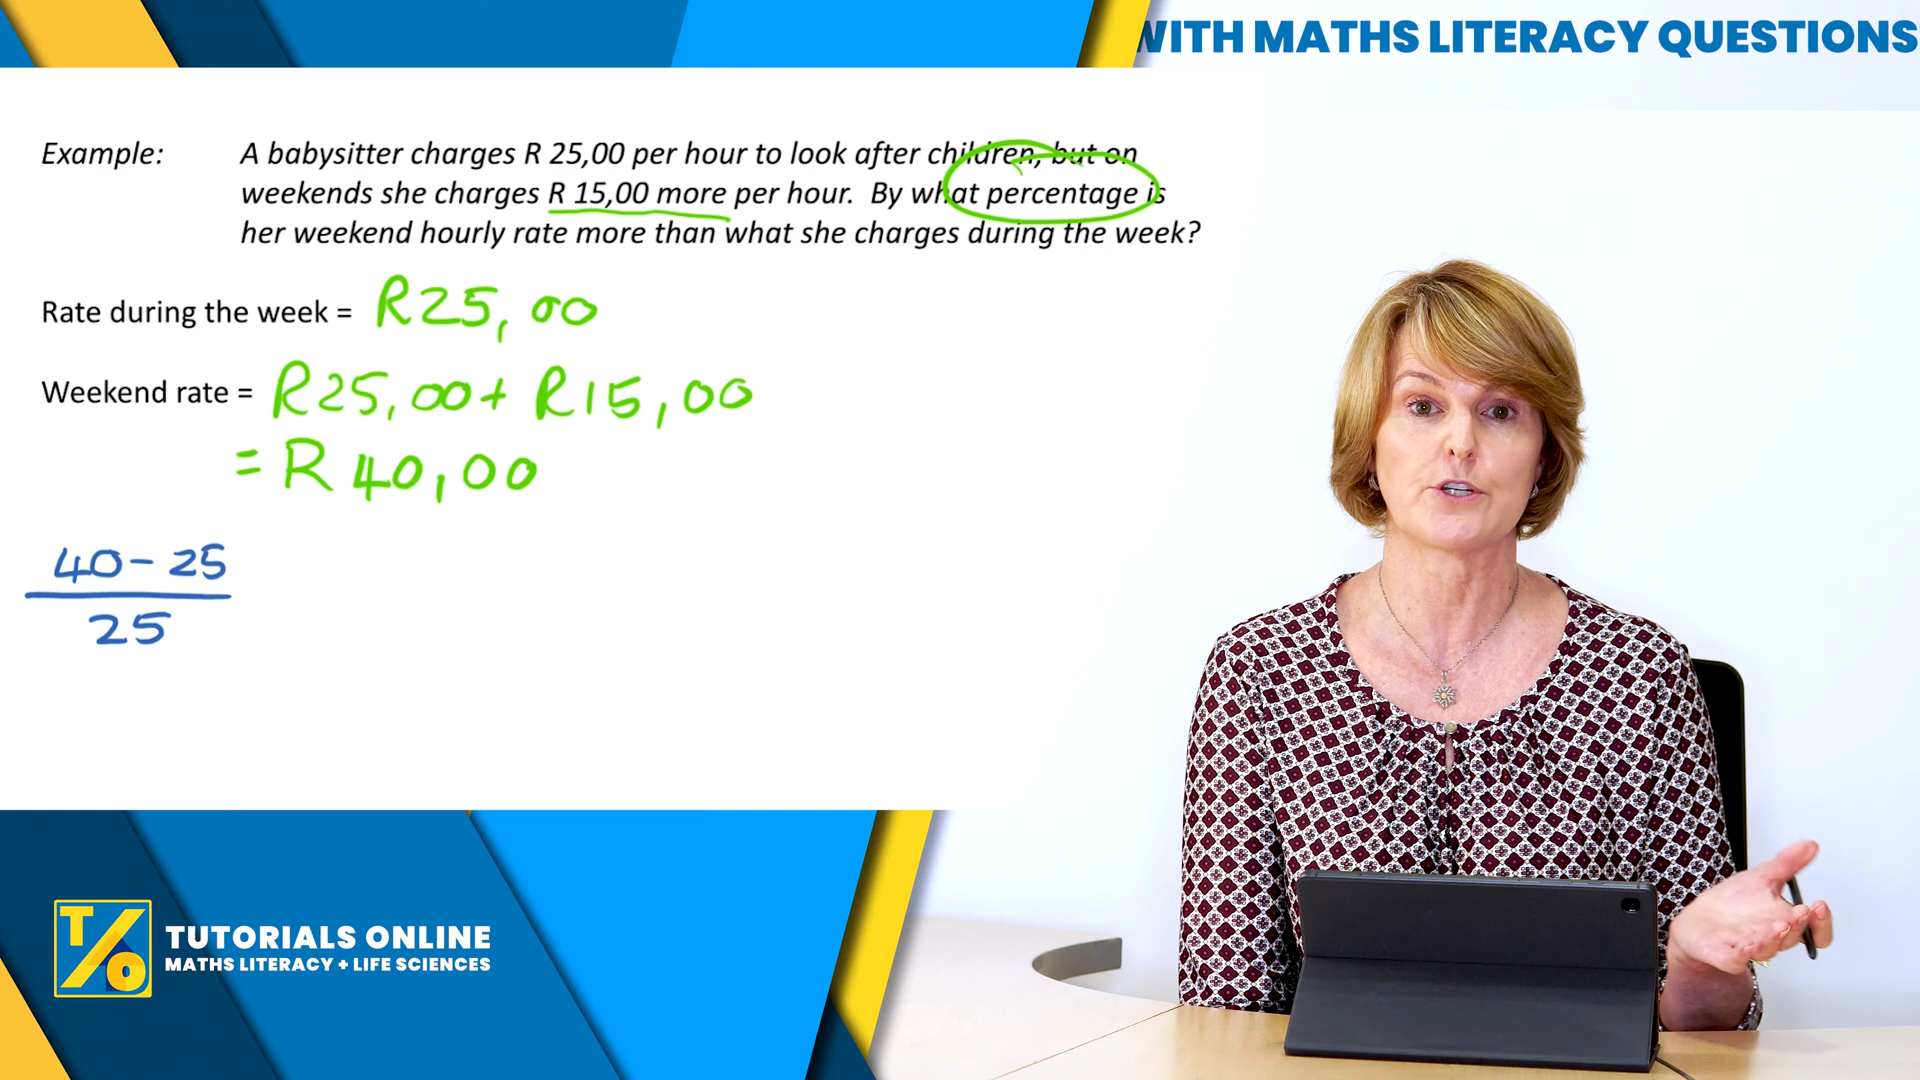 WITH MATHS LITERACY QUESTIONS
Example: A babysitter charges R 25,00 per hour to look after children, but on
weekends she charges R 15,00 more per hour. By what percentage is
her weekend hourly rate more than what she charges during the week?
Rate during the week = R25,00
Weekend rate = R25,00 + R15,00
= R40,00
40 - 25
25
T/o
TUTORIALS ONLINE
MATHS LITERACY + LIFE SCIENCES